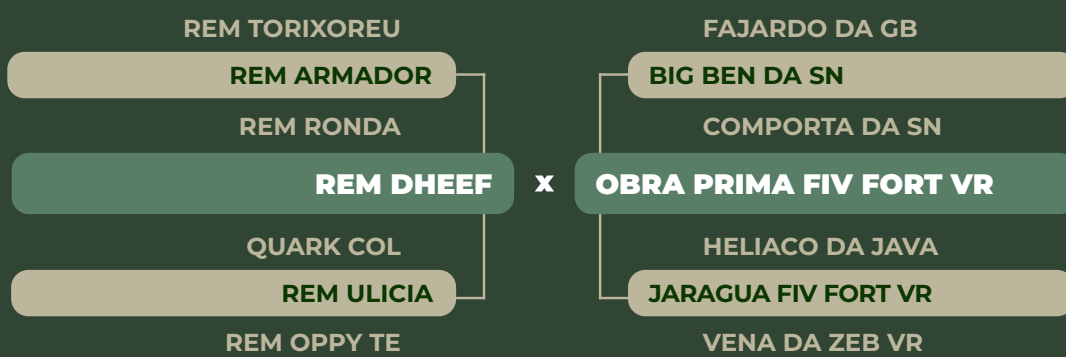 REM TORIXOREU
REM ARMADOR
REM RONDA
REM DHEEF
QUARK COL
REM ULICIA
REM OPPY TE
x
FAJARDO DA GB
BIG BEN DA SN
COMPORTA DA SN
OBRA PRIMA FIV FORT VR
HELIACO DA JAVA
JARAGUA FIV FORT VR
VENA DA ZEB VR